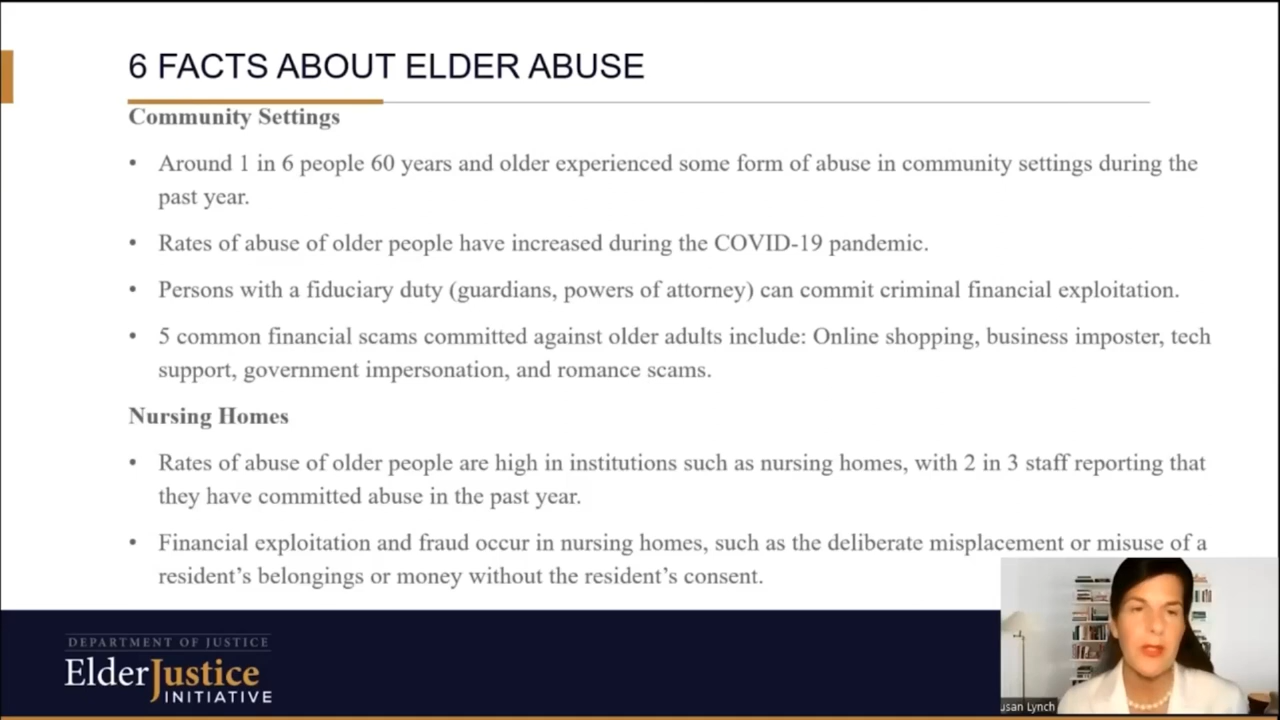 6 FACTS ABOUT ELDER ABUSE
Community Settings
• Around 1 in 6 people 60 years and older experienced some form of abuse in community settings during the
past year.
• Rates of abuse of older people have increased during the COVID-19 pandemic.
• Persons with a fiduciary duty (guardians, powers of attorney) can commit criminal financial exploitation.
• 5 common financial scams committed against older adults include: Online shopping, business imposter, tech
support, government impersonation, and romance scams.
Nursing Homes
• Rates of abuse of older people are high in institutions such as nursing homes, with 2 in 3 staff reporting that
they have committed abuse in the past year.
• Financial exploitation and fraud occur in nursing homes, such as the deliberate misplacement or misuse of a
resident’s belongings or money without the resident’s consent.
DEPARTMENT OF JUSTICE
Elder Justice
INITIATIVE
usan Lynch